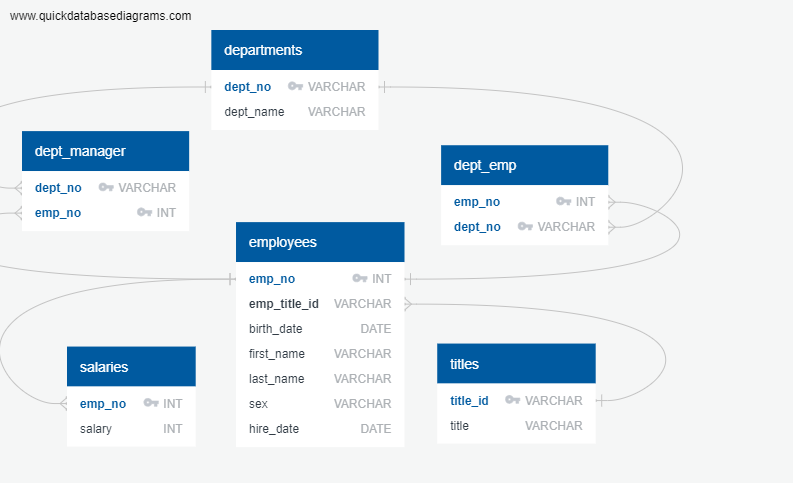 www.quickdatabasediagrams.com
departments
dept_no VARCHAR
dept_name VARCHAR
dept_manager
dept_no VARCHAR
emp_no INT
dept_emp
emp_no INT
dept_no VARCHAR
employees
emp_no INT
emp_title_id VARCHAR
birth_date DATE
first_name VARCHAR
last_name VARCHAR
sex VARCHAR
hire_date DATE
salaries
emp_no INT
salary INT
titles
title_id VARCHAR
title VARCHAR